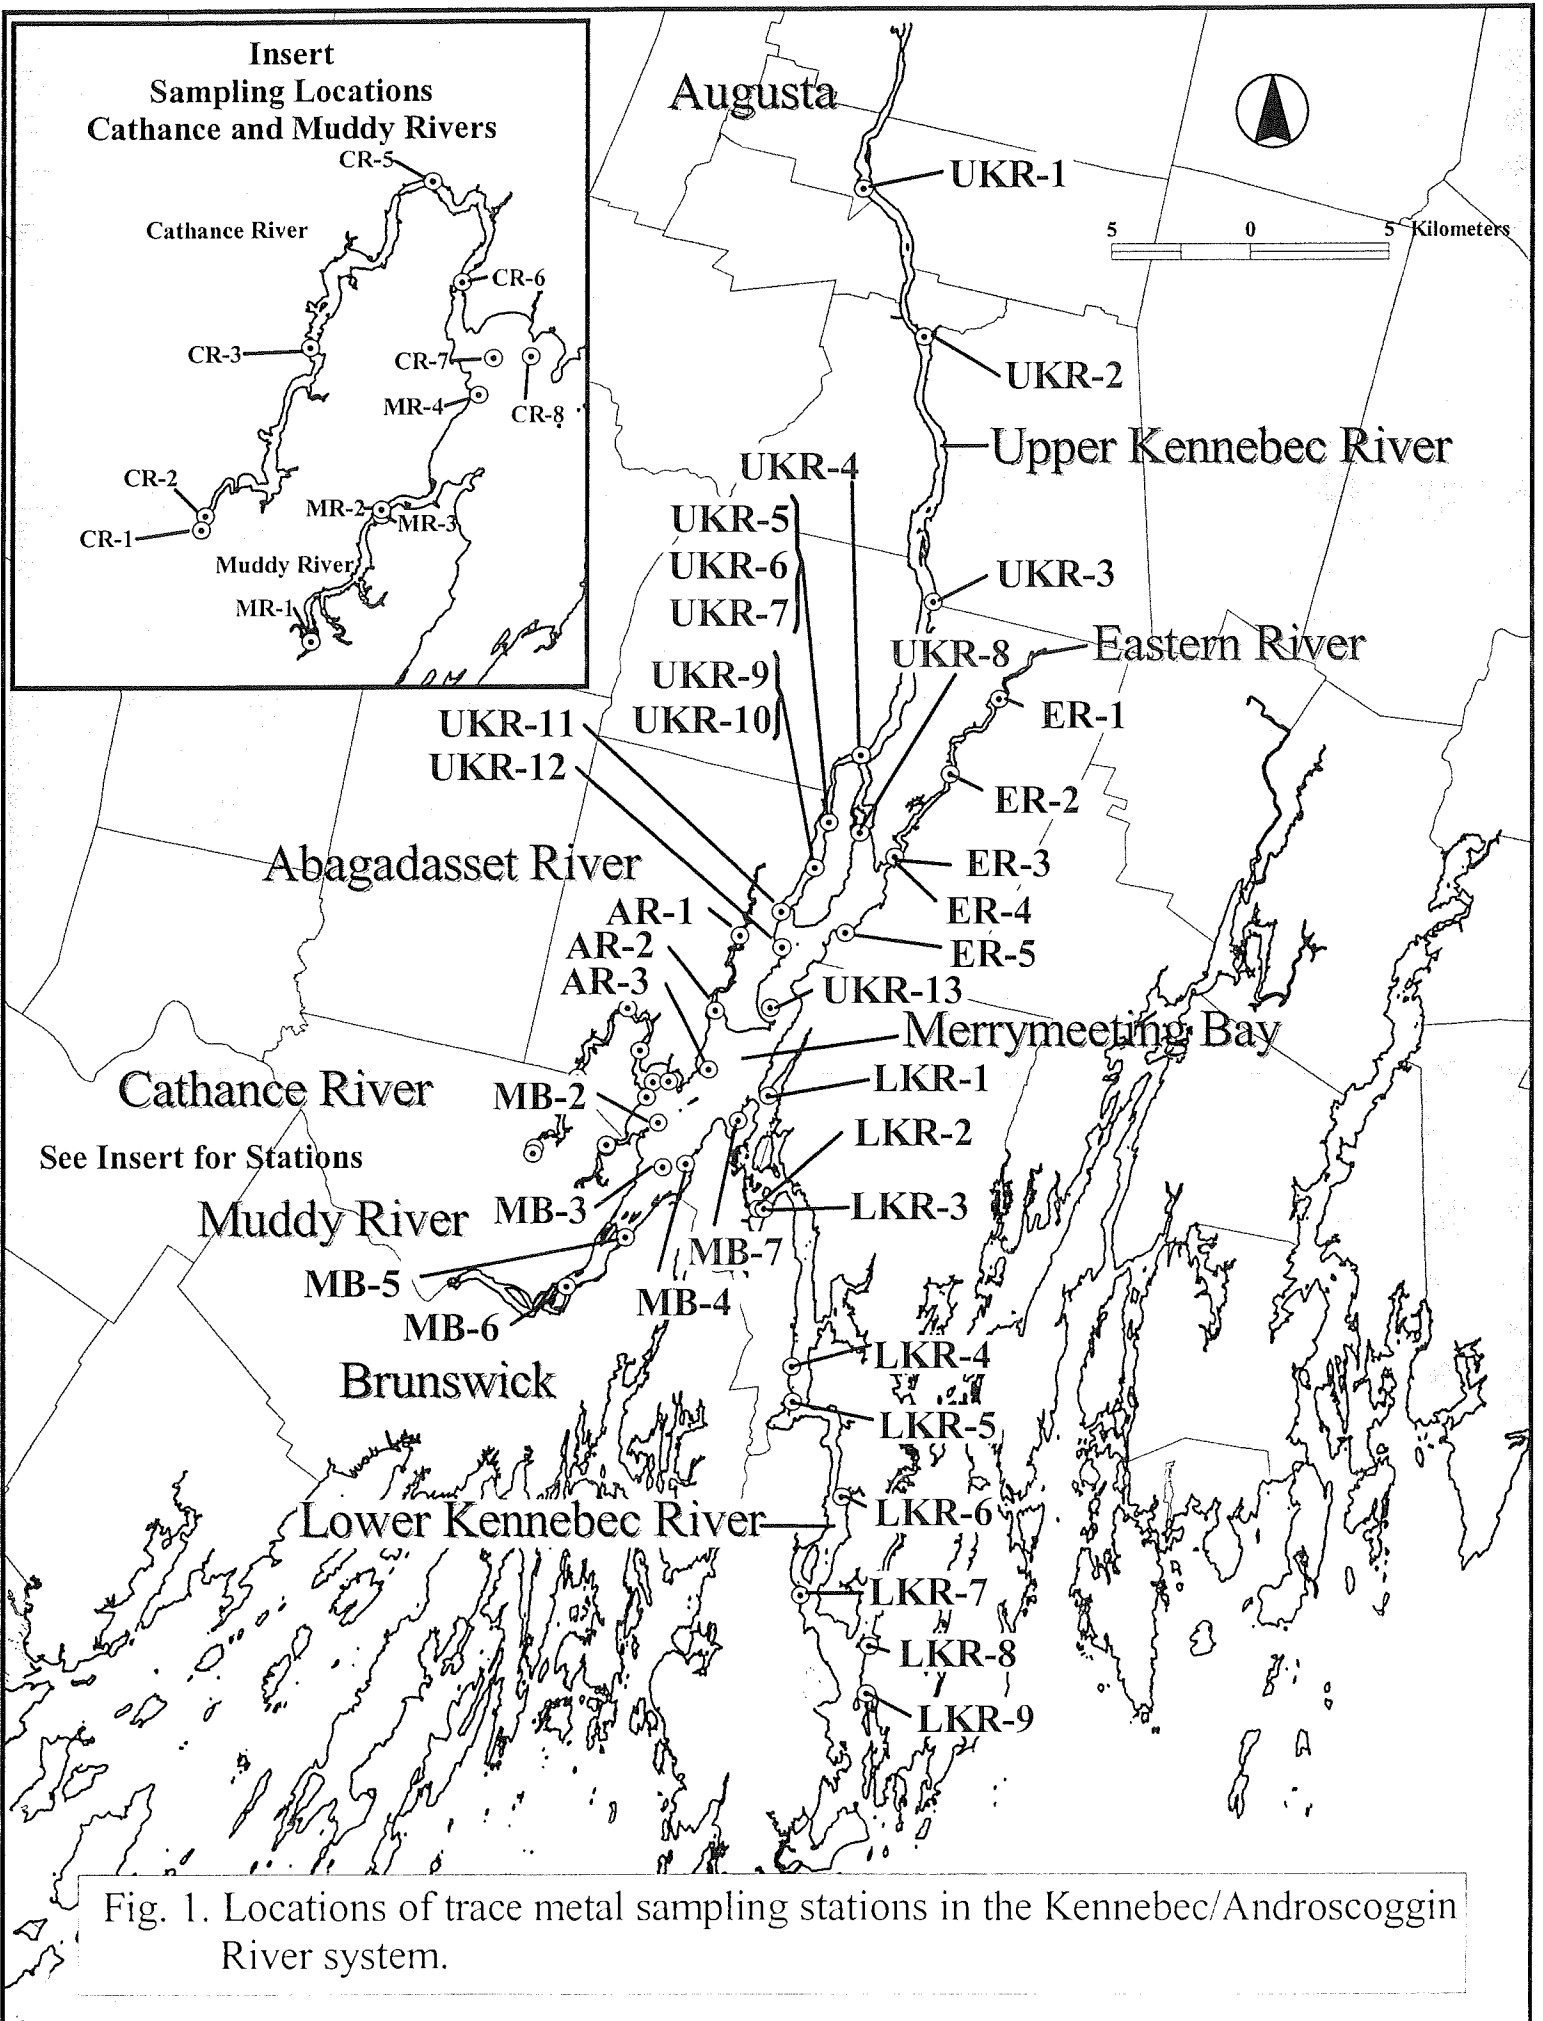 Insert
Sampling Locations
Cathance and Muddy Rivers
CR-5
Cathance River
CR-6
CR-3
CR-7
MR-4
CR-8
CR-2
MR-2
MR-3
CR-1
Muddy River
MR-1
Augusta
UKR-1
5 0 5 Kilometers
UKR-2
Upper Kennebec River
UKR-4
UKR-5
UKR-6
UKR-7
UKR-3
Eastern River
UKR-8
UKR-9
UKR-10
ER-1
UKR-11
UKR-12
ER-2
Abagadasset River
ER-3
AR-1
ER-4
AR-2
ER-5
AR-3
UKR-13
Merrymeeting Bay
LKR-1
Cathance River
MB-2
LKR-2
See Insert for Stations
MB-3
LKR-3
Muddy River
MB-7
MB-5
MB-4
MB-6
LKR-4
Brunswick
LKR-5
LKR-6
Lower Kennebec River
LKR-7
LKR-8
LKR-9
Fig. 1. Locations of trace metal sampling stations in the Kennebec/Androscoggin
River system.